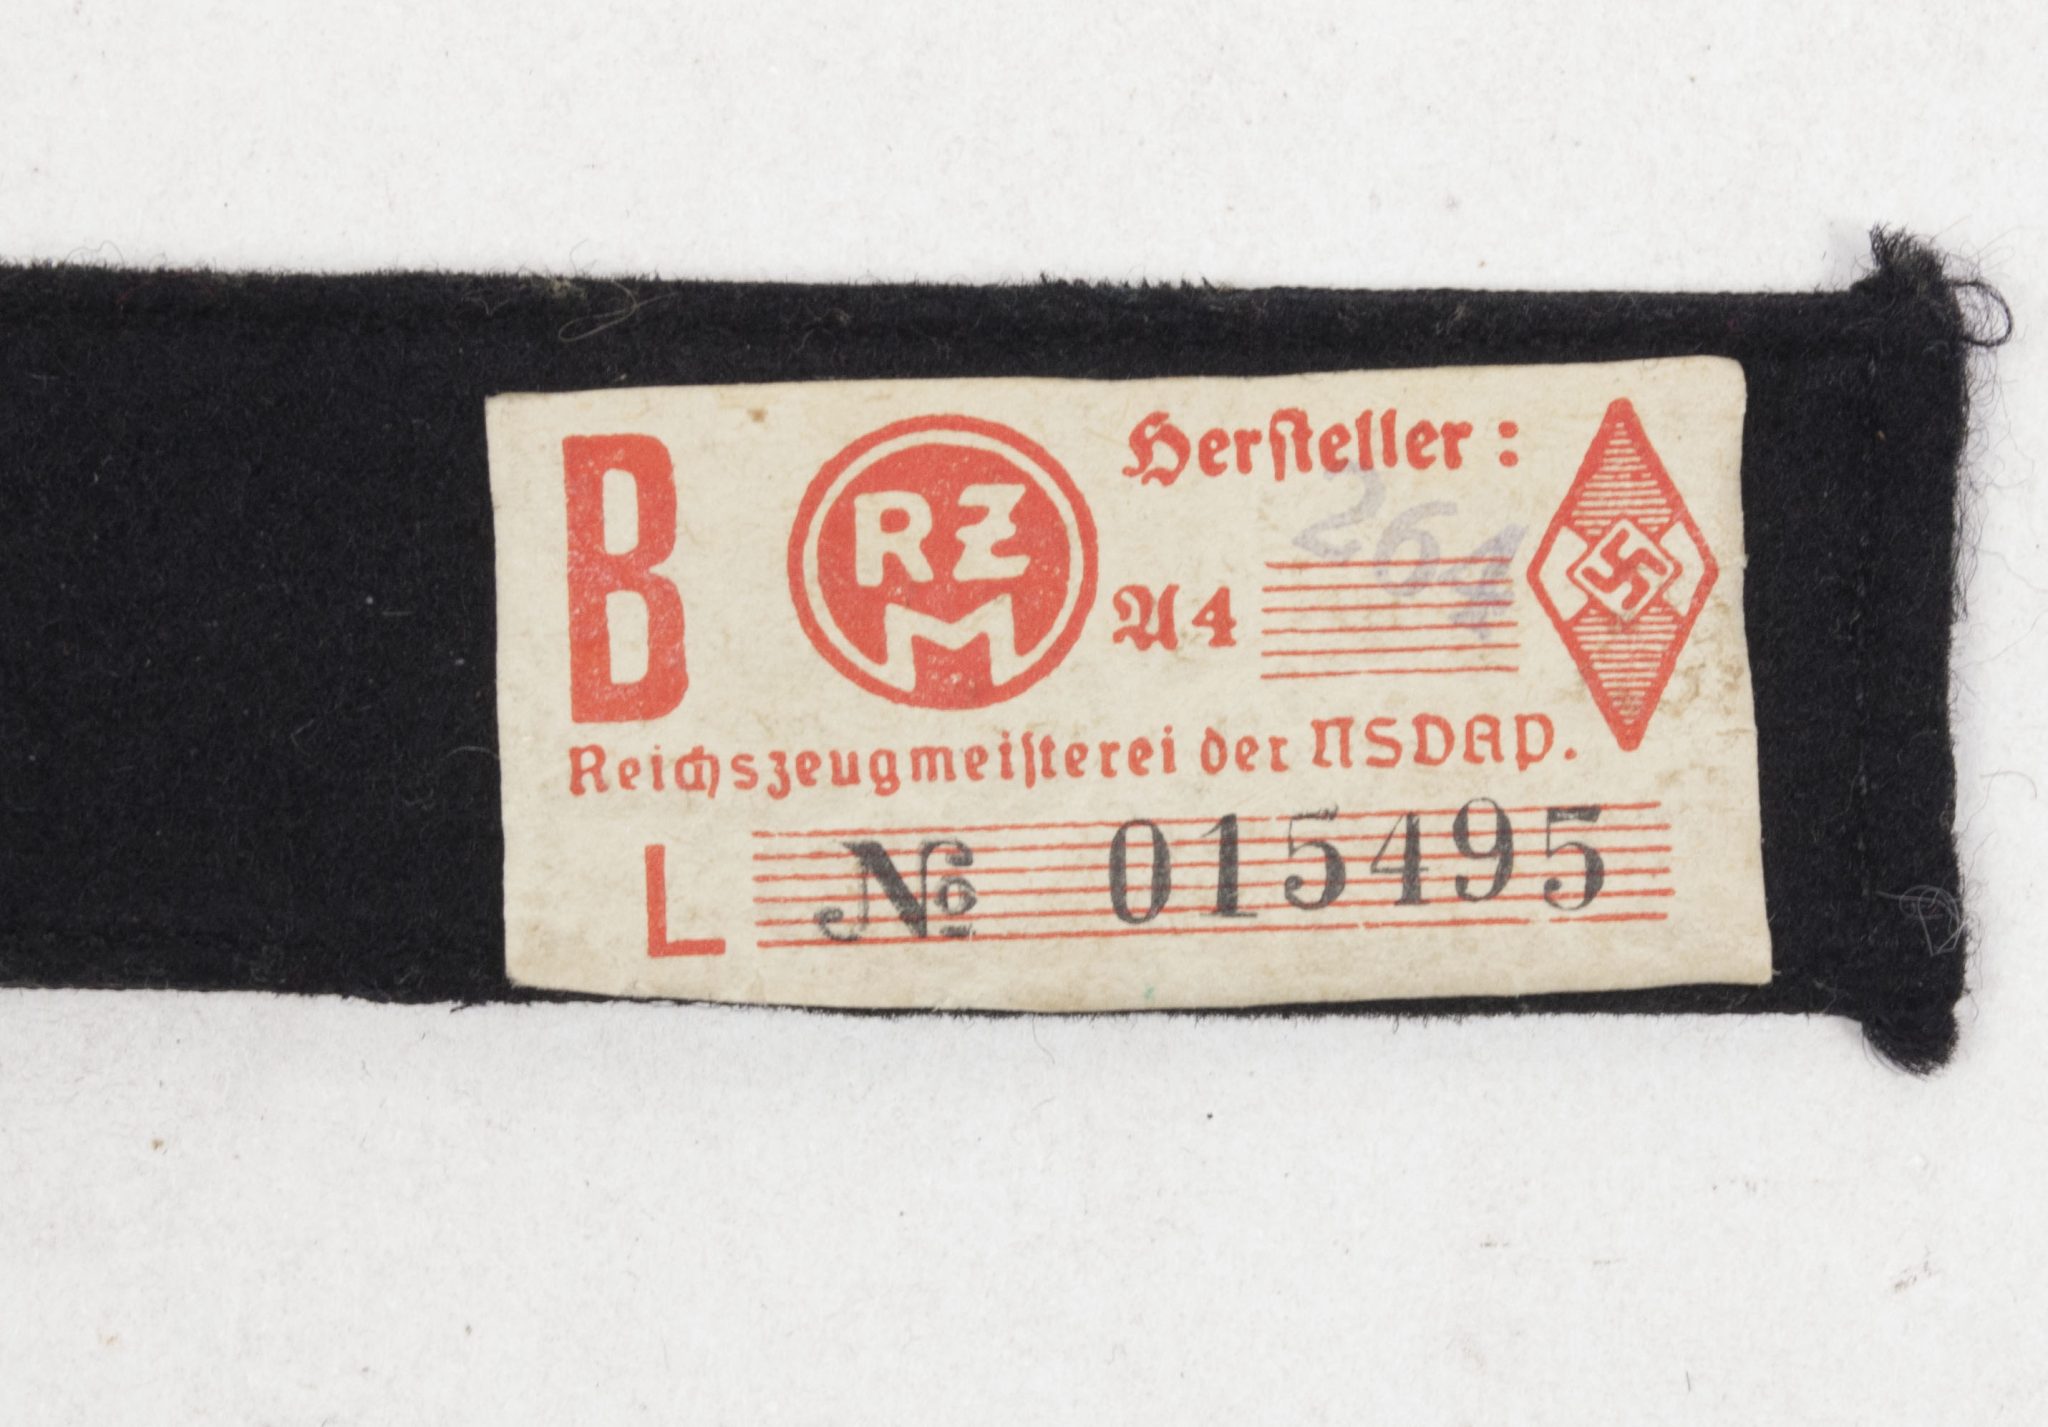 B
RZM
Hersteller:
264
A4
Reichszeugmeisterei der NSDAP.
L № 015495